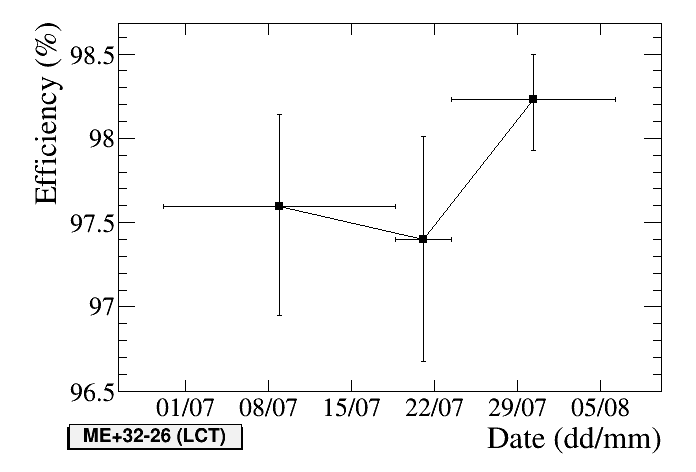 Efficiency (%)
98.5
98
97.5
97
96.5
01/07 08/07 15/07 22/07 29/07 05/08
ME+32-26 (LCT)
Date (dd/mm)